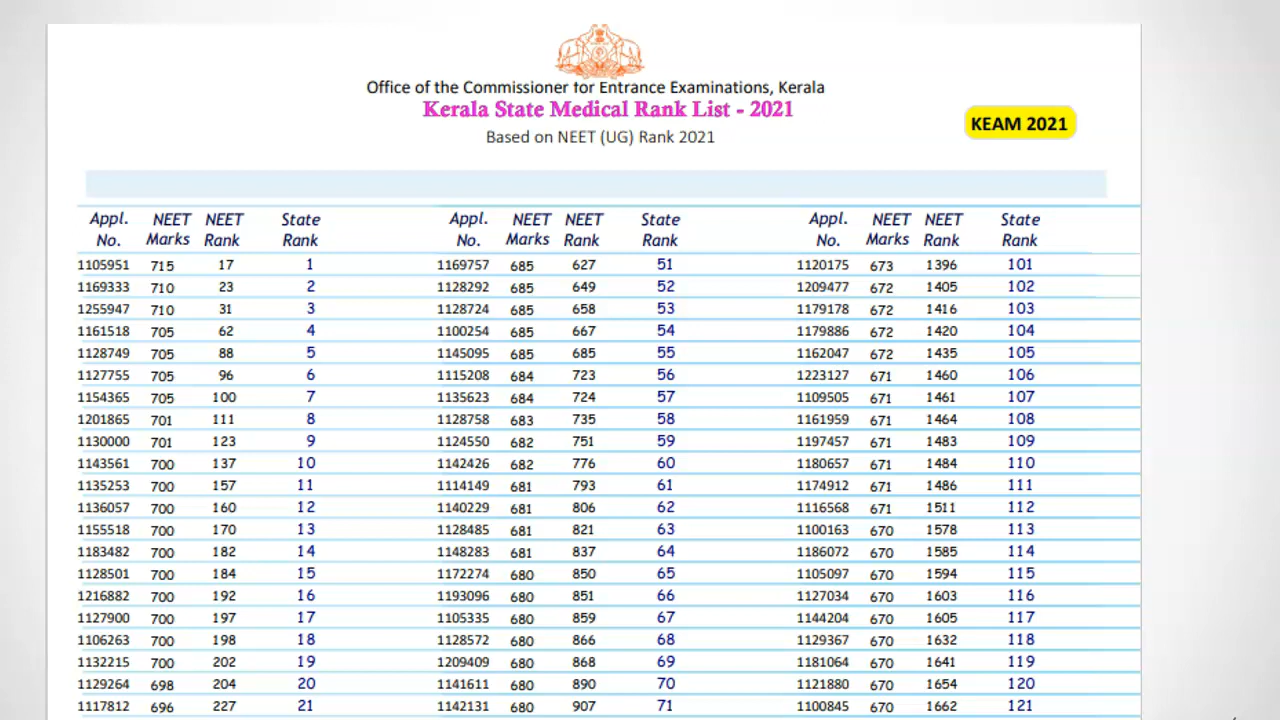 Office of the Commissioner for Entrance Examinations, Kerala
Kerala State Medical Rank List - 2021
KEAM 2021
Based on NEET (UG) Rank 2021
Appl. No. NEET Marks NEET Rank State Rank Appl. No. NEET Marks NEET Rank State Rank Appl. No. NEET Marks NEET Rank State Rank
1105951 715 17 1 1169757 685 627 51 1120175 673 1396 101
1169333 710 23 2 1128292 685 649 52 1209477 672 1405 102
1255947 710 31 3 1128724 685 658 53 1179178 672 1416 103
1161518 705 62 4 1100254 685 667 54 1179886 672 1420 104
1128749 705 88 5 1145095 685 685 55 1162047 672 1435 105
1127755 705 96 6 1115208 684 723 56 1223127 671 1460 106
1154365 705 100 7 1135623 684 724 57 1109505 671 1461 107
1201865 701 111 8 1128758 683 735 58 1161959 671 1464 108
1130000 701 123 9 1124550 682 751 59 1197457 671 1483 109
1143561 700 137 10 1142426 682 776 60 1180657 671 1484 110
1135253 700 157 11 1114149 681 793 61 1174912 671 1486 111
1136057 700 160 12 1140229 681 806 62 1116568 671 1511 112
1155518 700 170 13 1128485 681 821 63 1100163 670 1578 113
1183482 700 182 14 1148283 681 837 64 1186072 670 1585 114
1128501 700 184 15 1172274 680 850 65 1105097 670 1594 115
1216882 700 192 16 1193096 680 851 66 1127034 670 1603 116
1127900 700 197 17 1105335 680 859 67 1144204 670 1605 117
1106263 700 198 18 1128572 680 866 68 1129367 670 1632 118
1132215 700 202 19 1209409 680 868 69 1181064 670 1641 119
1129264 698 204 20 1141611 680 890 70 1121880 670 1654 120
1117812 696 227 21 1142131 680 907 71 1100845 670 1662 121